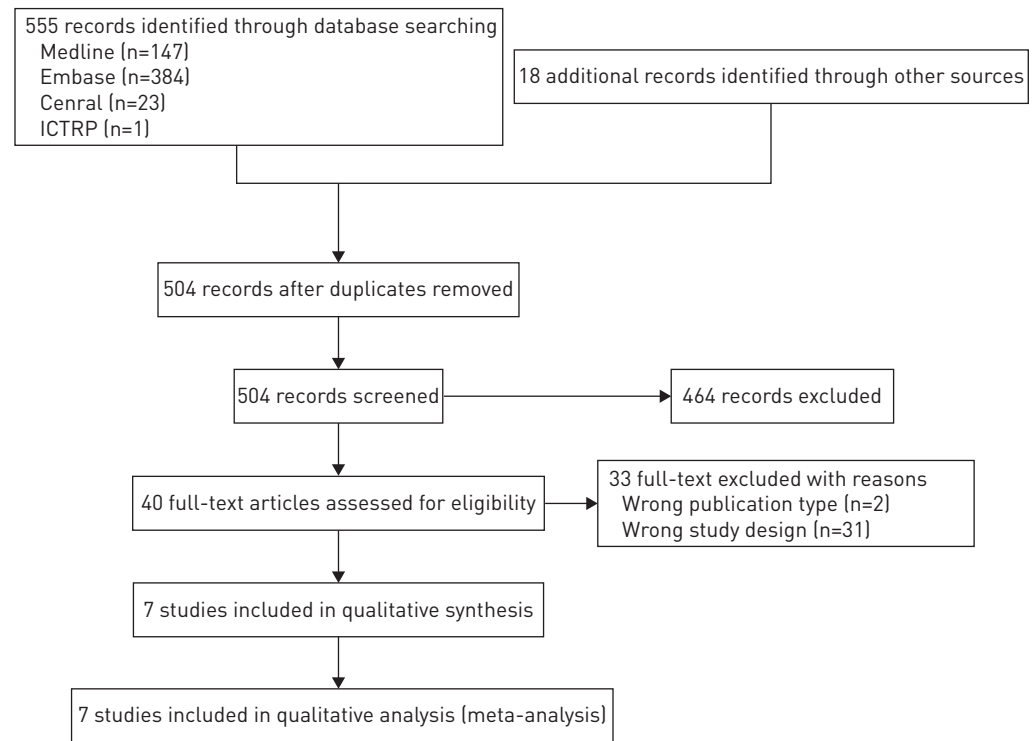 555 records identified through database searching
Medline (n=147)
Embase (n=384)
Cenral (n=23)
ICTRP (n=1)
18 additional records identified through other sources
504 records after duplicates removed
504 records screened
464 records excluded
40 full-text articles assessed for eligibility
33 full-text excluded with reasons
Wrong publication type (n=2)
Wrong study design (n=31)
7 studies included in qualitative synthesis
7 studies included in qualitative analysis (meta-analysis)